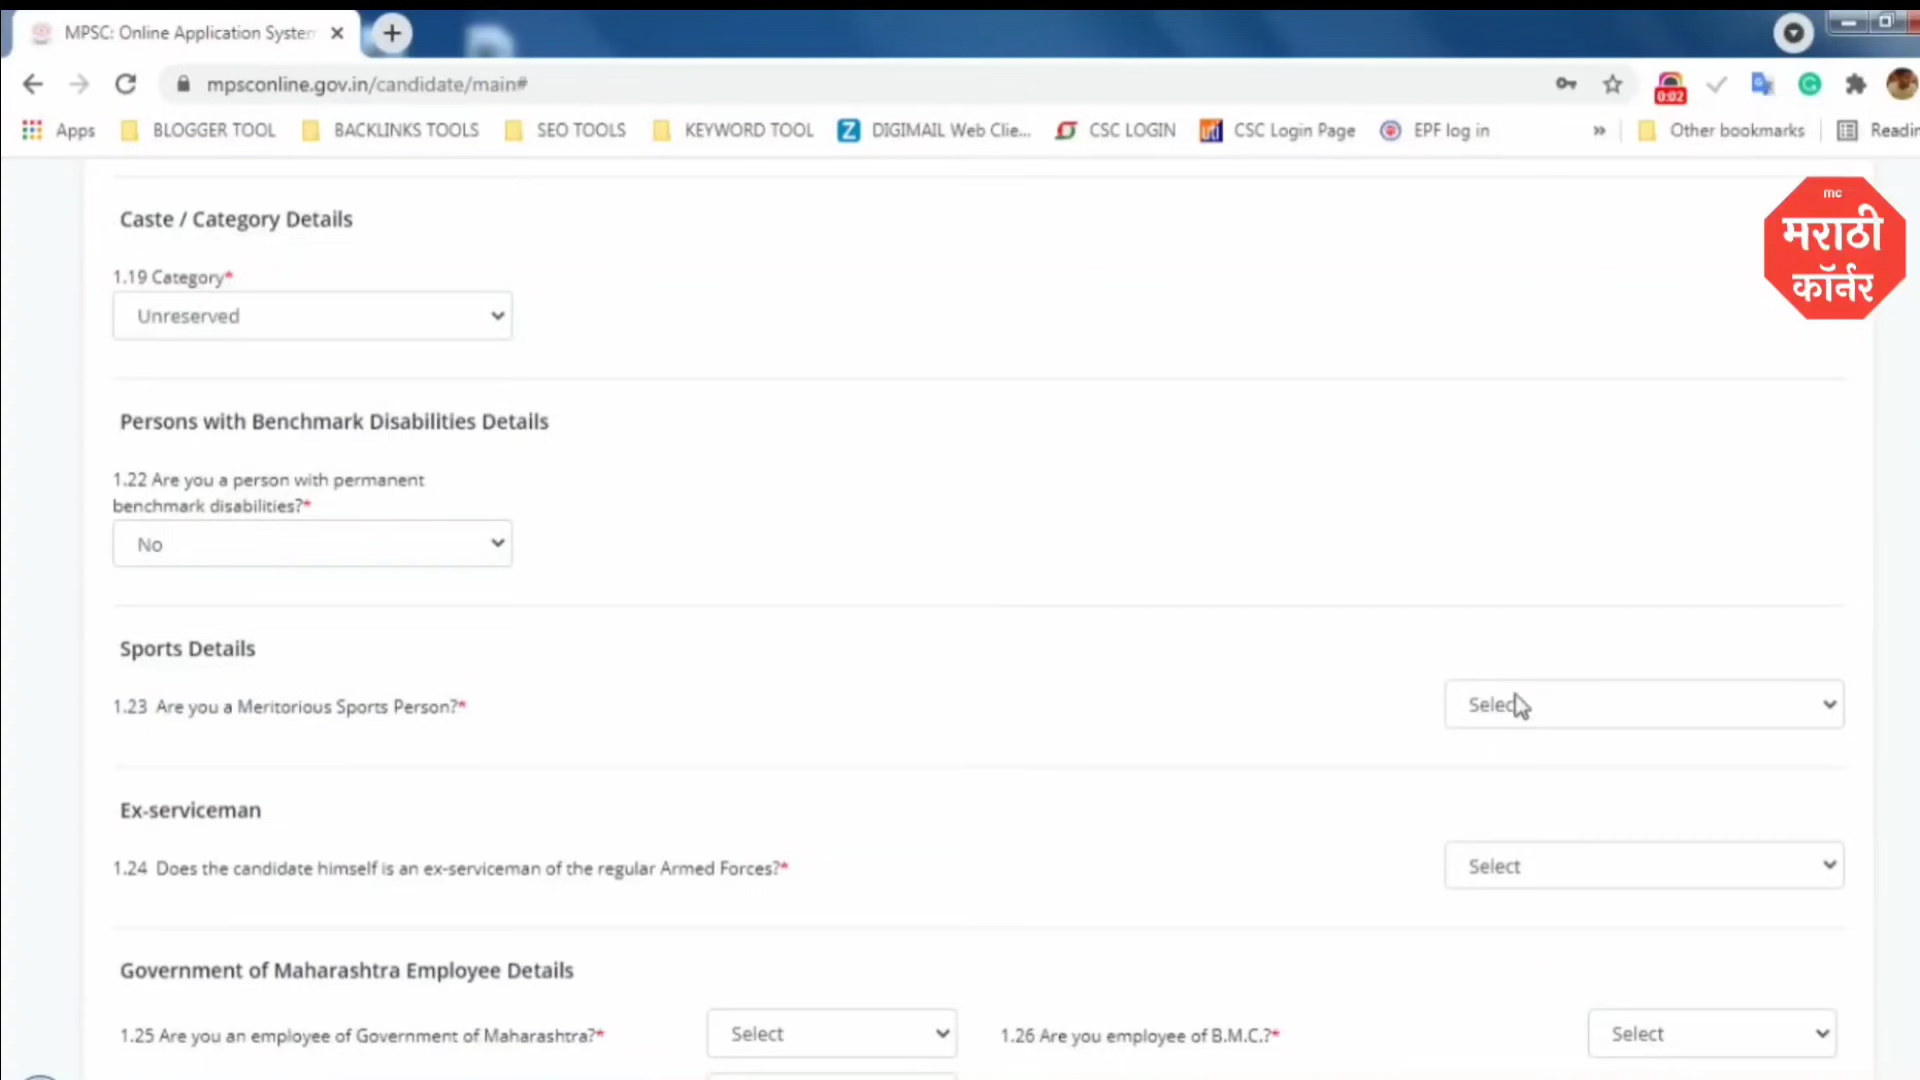 MPSC: Online Application System
mpsconline.gov.in/candidate/main#
0:02
Apps BLOGGER TOOL BACKLINKS TOOLS SEO TOOLS KEYWORD TOOL DIGIMAIL Web Clie... CSC LOGIN CSC Login Page EPF log in » Other bookmarks Readin
mc
मराठी
कॉर्नर
Caste / Category Details
1.19 Category*
Unreserved
Persons with Benchmark Disabilities Details
1.22 Are you a person with permanent
benchmark disabilities?*
No
Sports Details
1.23 Are you a Meritorious Sports Person?* Select
Ex-serviceman
1.24 Does the candidate himself is an ex-serviceman of the regular Armed Forces?* Select
Government of Maharashtra Employee Details
1.25 Are you an employee of Government of Maharashtra?* Select 1.26 Are you employee of B.M.C.?* Select